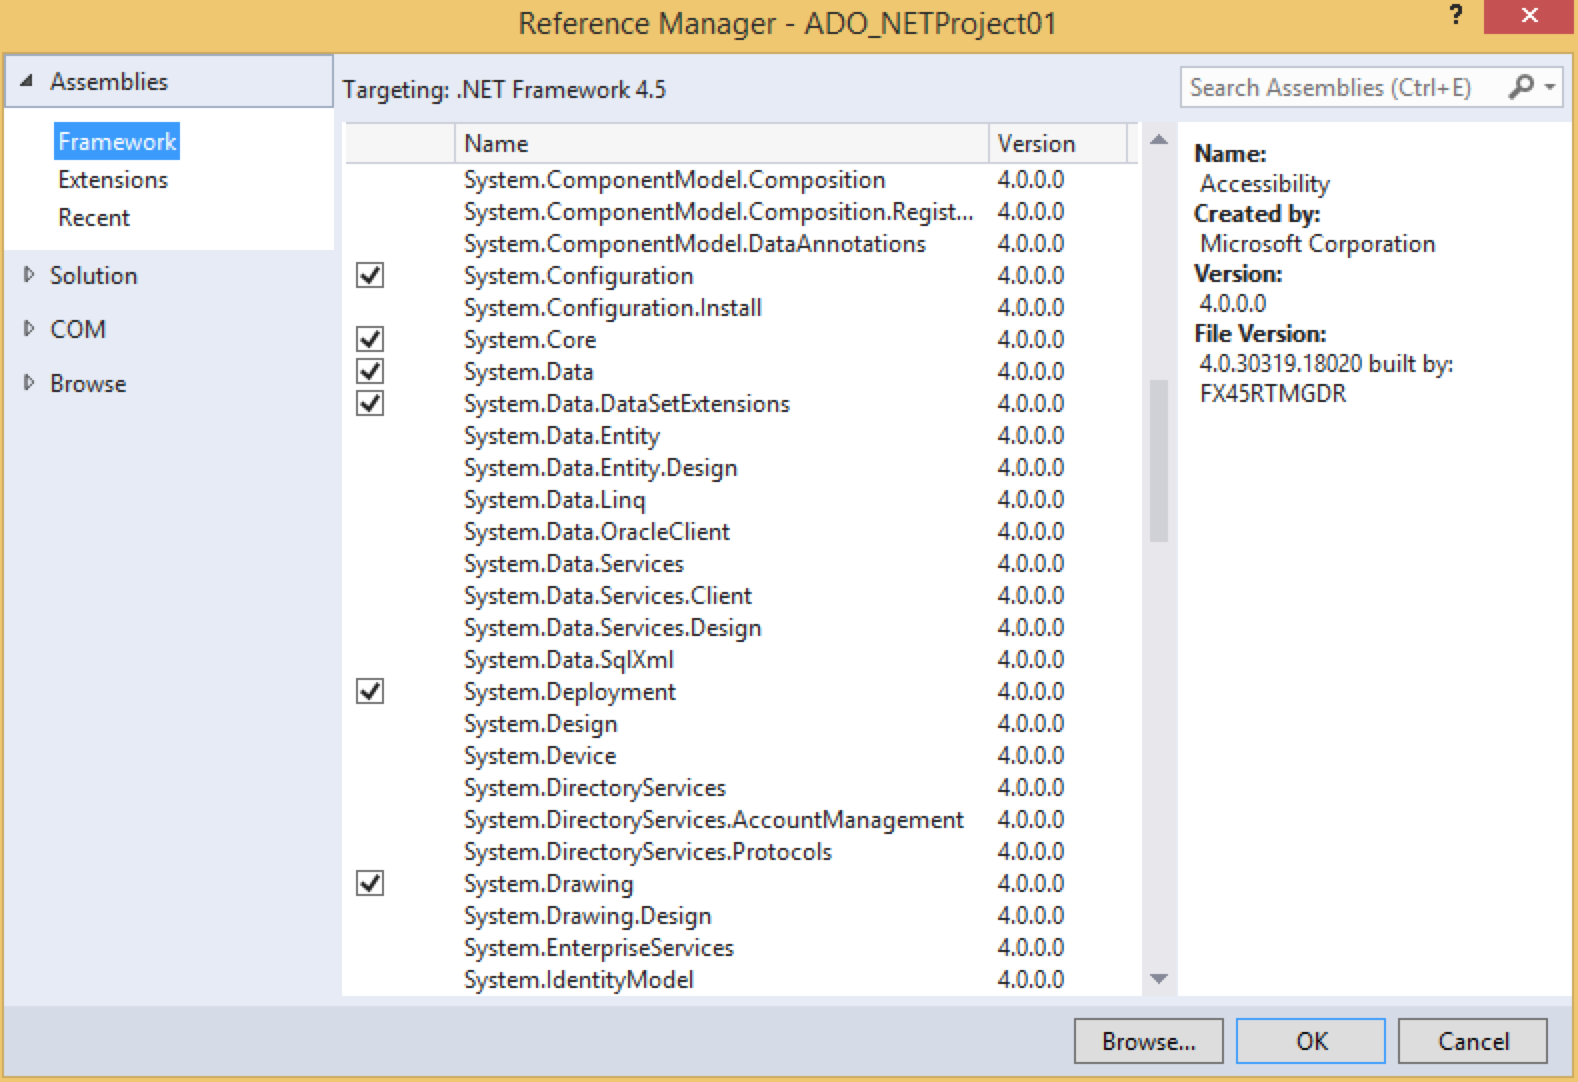 Reference Manager - ADO_NETProject01
?
Assemblies
Framework
Extensions
Recent
Solution
COM
Browse
Targeting: .NET Framework 4.5
Search Assemblies (Ctrl+E)
Name Version
System.ComponentModel.Composition 4.0.0.0
System.ComponentModel.Composition.Regist... 4.0.0.0
System.ComponentModel.DataAnnotations 4.0.0.0
System.Configuration 4.0.0.0
System.Configuration.Install 4.0.0.0
System.Core 4.0.0.0
System.Data 4.0.0.0
System.Data.DataSetExtensions 4.0.0.0
System.Data.Entity 4.0.0.0
System.Data.Entity.Design 4.0.0.0
System.Data.Linq 4.0.0.0
System.Data.OracleClient 4.0.0.0
System.Data.Services 4.0.0.0
System.Data.Services.Client 4.0.0.0
System.Data.Services.Design 4.0.0.0
System.Data.SqlXml 4.0.0.0
System.Deployment 4.0.0.0
System.Design 4.0.0.0
System.Device 4.0.0.0
System.DirectoryServices 4.0.0.0
System.DirectoryServices.AccountManagement 4.0.0.0
System.DirectoryServices.Protocols 4.0.0.0
System.Drawing 4.0.0.0
System.Drawing.Design 4.0.0.0
System.EnterpriseServices 4.0.0.0
System.IdentityModel 4.0.0.0
Name:
Accessibility
Created by:
Microsoft Corporation
Version:
4.0.0.0
File Version:
4.0.30319.18020 built by:
FX45RTMGDR
Browse...
OK
Cancel